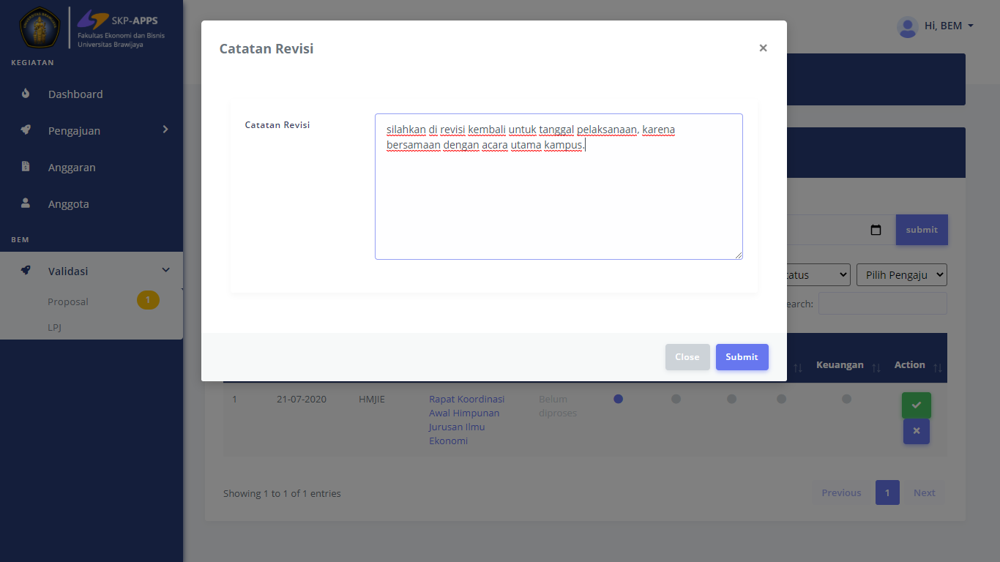 SKP-APPS
Fakultas Ekonomi dan Bisnis
Universitas Brawijaya
KEGIATAN
Dashboard
Pengajuan
Anggaran
Anggota
BEM
Validasi
Proposal
1
LPJ
Hi, BEM
Catatan Revisi
×
Catatan Revisi
silahkan di revisi kembali untuk tanggal pelaksanaan, karena
bersamaan dengan acara utama kampus.
Close
Submit
submit
atus
Pilih Pengaju
earch:
Keuangan
Action
1
21-07-2020
HMJIE
Rapat Koordinasi
Awal Himpunan
Jurusan Ilmu
Ekonomi
Belum
diproses
Showing 1 to 1 of 1 entries
Previous
1
Next